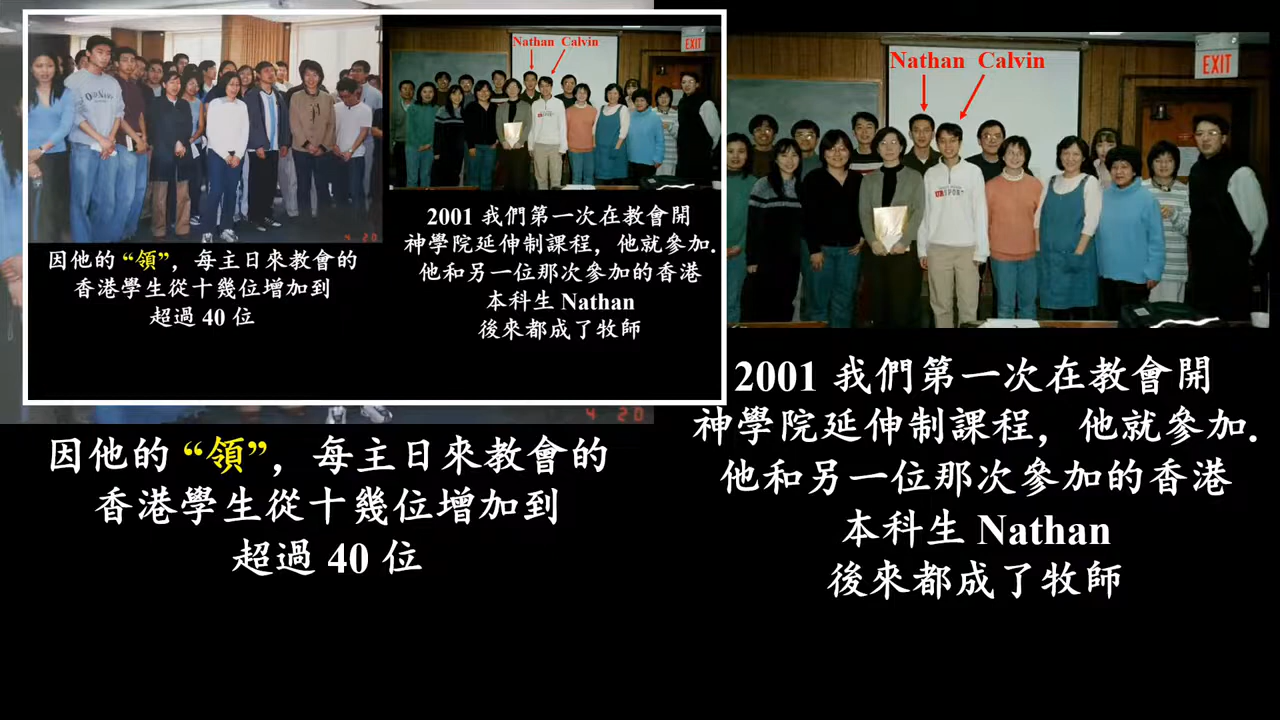 Nathan Calvin
EXIT
4 20
因他的 “領”，每主日來教會的
香港學生從十幾位增加到
超過 40 位
2001 我們第一次在教會開
神學院延伸制課程，他就參加.
他和另一位那次參加的香港
本科生 Nathan
後來都成了牧師
Nathan Calvin
EXIT
2001 我們第一次在教會開
神學院延伸制課程，他就參加.
他和另一位那次參加的香港
本科生 Nathan
後來都成了牧師
4 20
因他的 “領”，每主日來教會的
香港學生從十幾位增加到
超過 40 位